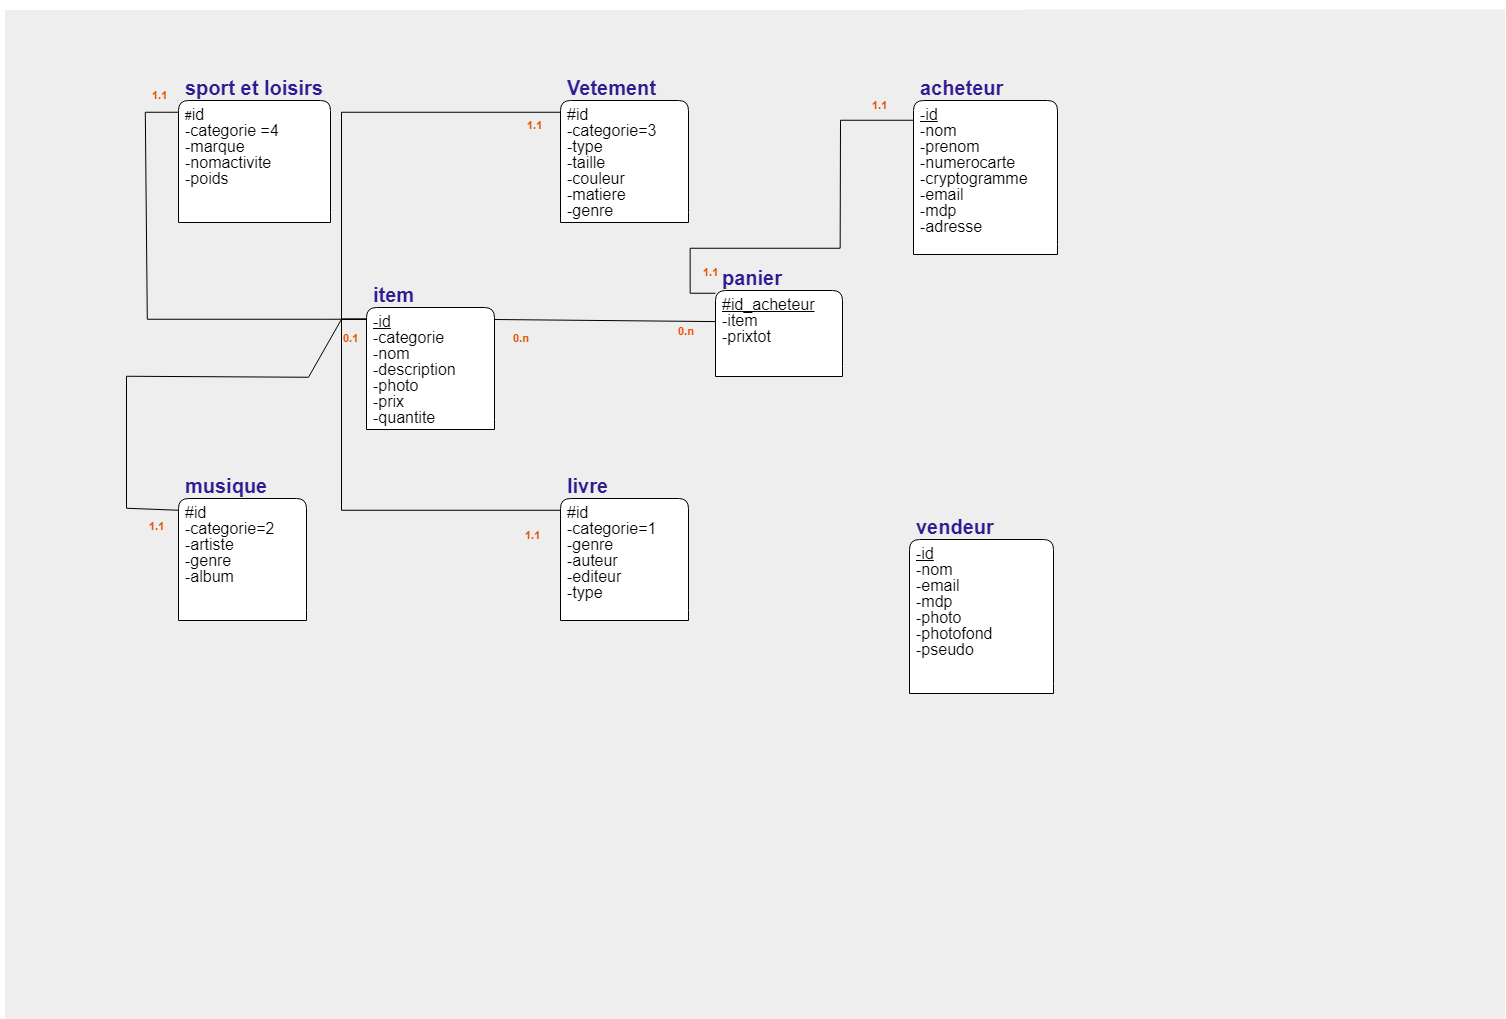 sport et loisirs
1.1
#id
-categorie =4
-marque
-nomactivite
-poids
Vetement
1.1
#id
-categorie=3
-type
-taille
-couleur
-matiere
-genre
acheteur
1.1
-id
-nom
-prenom
-numerocarte
-cryptogramme
-email
-mdp
-adresse
item
0.1
-id
-categorie
-nom
-description
-photo
-prix
-quantite
0.n
1.1
panier
0.n
#id_acheteur
-item
-prixtot
musique
1.1
#id
-categorie=2
-artiste
-genre
-album
livre
1.1
#id
-categorie=1
-genre
-auteur
-editeur
-type
vendeur
-id
-nom
-email
-mdp
-photo
-photofond
-pseudo